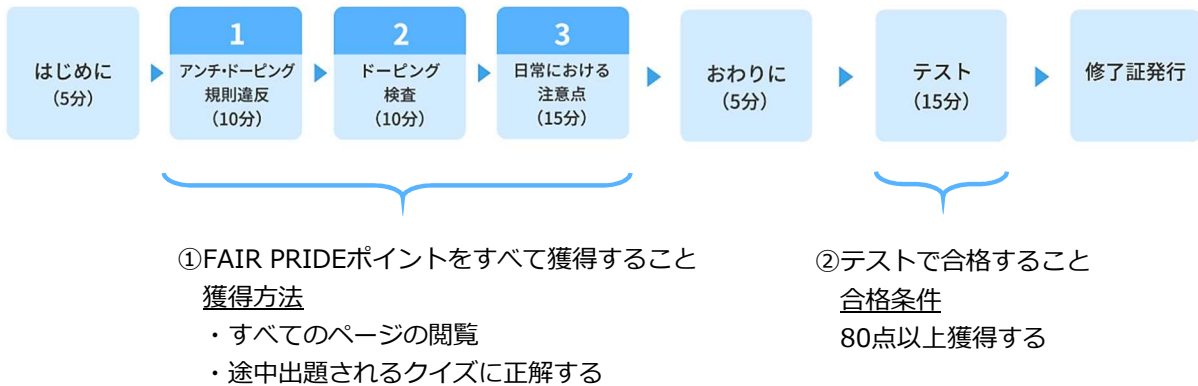 はじめに
(5分)
1
アンチ・ドーピング
規則違反
(10分)
2
ドーピング
検査
(10分)
3
日常における
注意点
(15分)
おわりに
(5分)
テスト
(15分)
修了証発行
①FAIR PRIDEポイントをすべて獲得すること
獲得方法
・すべてのページの閲覧
・途中出題されるクイズに正解する
②テストで合格すること
合格条件
80点以上獲得する